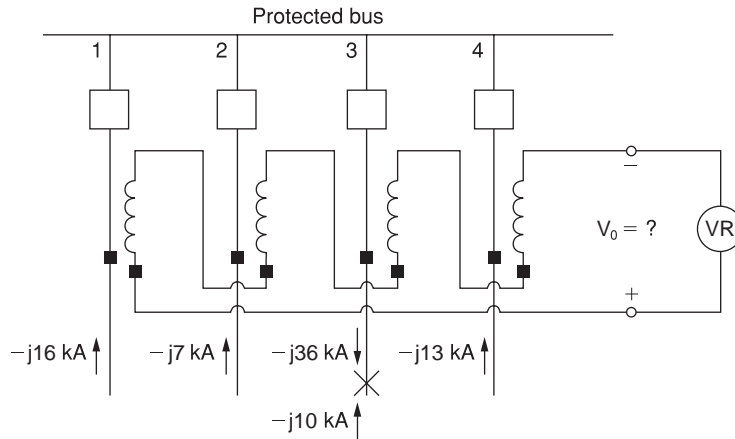 Protected bus
1 2 3 4
V₀ = ?
−
VR
+
−j16 kA
−j7 kA
−j36 kA
−j13 kA
−j10 kA